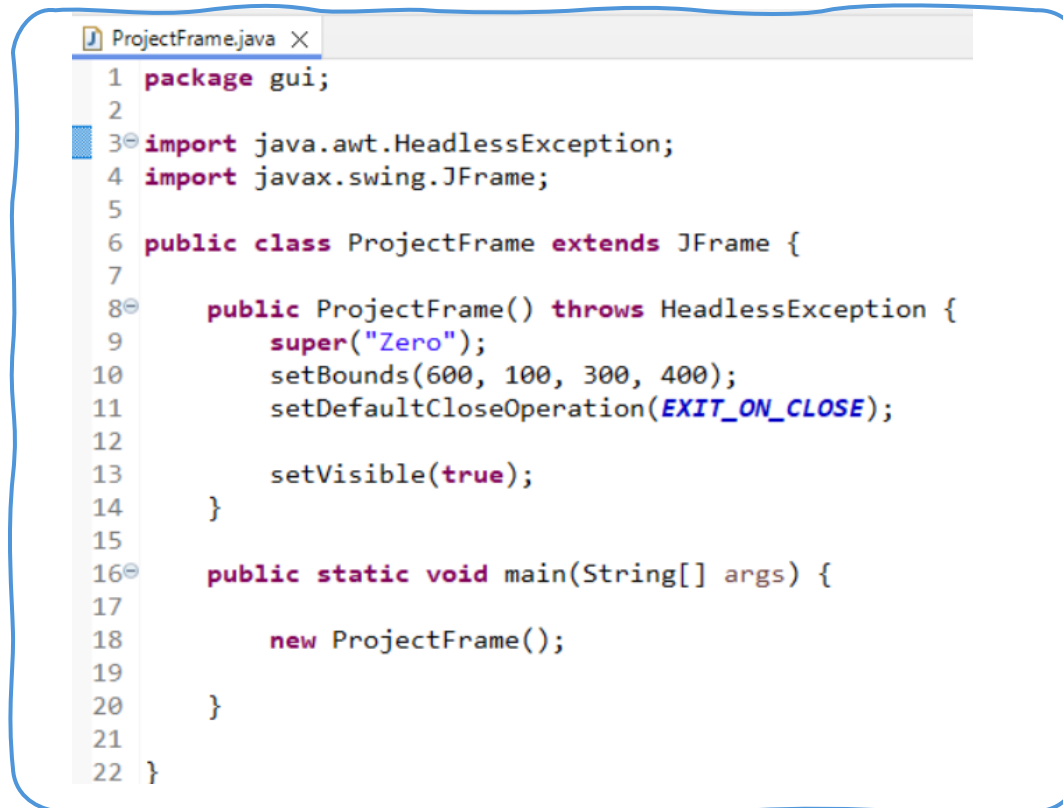 ProjectFrame.java
1 package gui;
2
3 import java.awt.HeadlessException;
4 import javax.swing.JFrame;
5
6 public class ProjectFrame extends JFrame {
7
8 public ProjectFrame() throws HeadlessException {
9 super("Zero");
10 setBounds(600, 100, 300, 400);
11 setDefaultCloseOperation(EXIT_ON_CLOSE);
12
13 setVisible(true);
14 }
15
16 public static void main(String[] args) {
17
18 new ProjectFrame();
19
20 }
21
22 }